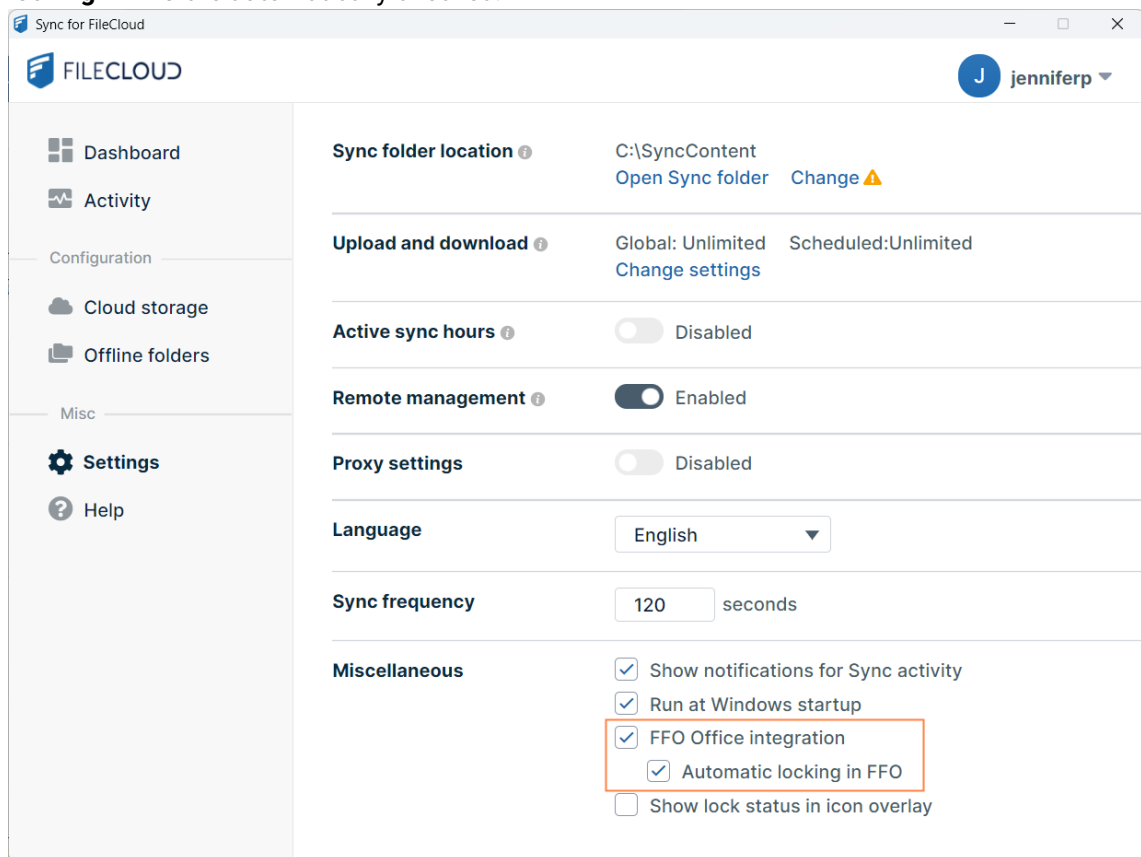 Sync for FileCloud
FILECLOUD
J jenniferp
Dashboard
Activity
Configuration
Cloud storage
Offline folders
Misc
Settings
Help
Sync folder location
C:\SyncContent
Open Sync folder Change
Upload and download
Global: Unlimited Scheduled:Unlimited
Change settings
Active sync hours
Disabled
Remote management
Enabled
Proxy settings
Disabled
Language
English
Sync frequency
120 seconds
Miscellaneous
Show notifications for Sync activity
Run at Windows startup
FFO Office integration
Automatic locking in FFO
Show lock status in icon overlay